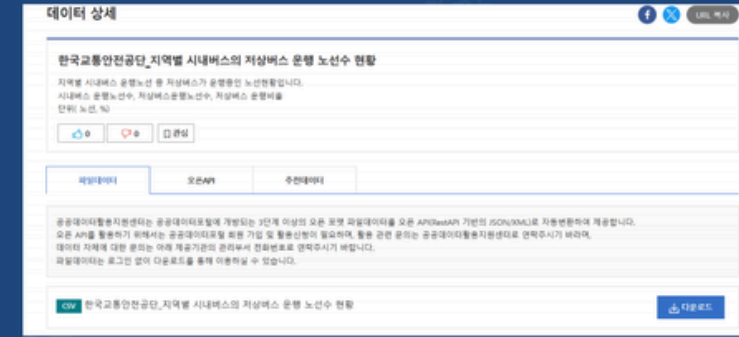 데이터 상세
URL 복사
한국교통안전공단_지역별 시내버스의 저상버스 운행 노선수 현황
지역별 시내버스 운행노선 중 저상버스가 운행중인 노선현황입니다.
시내버스 운행노선수, 저상버스운행노선수, 저상버스 운행비율
단위( 노선, %)
0
0
관심
파일데이터
오픈API
추천데이터
공공데이터활용지원센터는 공공데이터포털에 개방되는 3단계 이상의 오픈 포맷 파일데이터를 오픈 API(RestAPI 기반의 JSON/XML)로 자동변환하여 제공합니다.
오픈 API를 활용하기 위해서는 공공데이터포털 회원 가입 및 활용신청이 필요하며, 활용 관련 문의는 공공데이터활용지원센터로 연락주시기 바라며,
데이터 자체에 대한 문의는 아래 제공기관의 관리부서 전화번호로 연락주시기 바랍니다.
파일데이터는 로그인 없이 다운로드를 통해 이용하실 수 있습니다.
CSV 한국교통안전공단_지역별 시내버스의 저상버스 운행 노선수 현황
다운로드